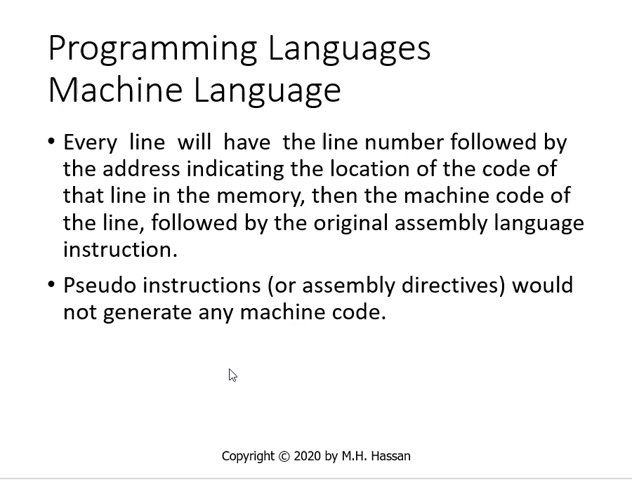 Programming Languages
Machine Language
• Every line will have the line number followed by
the address indicating the location of the code of
that line in the memory, then the machine code of
the line, followed by the original assembly language
instruction.
• Pseudo instructions (or assembly directives) would
not generate any machine code.
Copyright © 2020 by M.H. Hassan